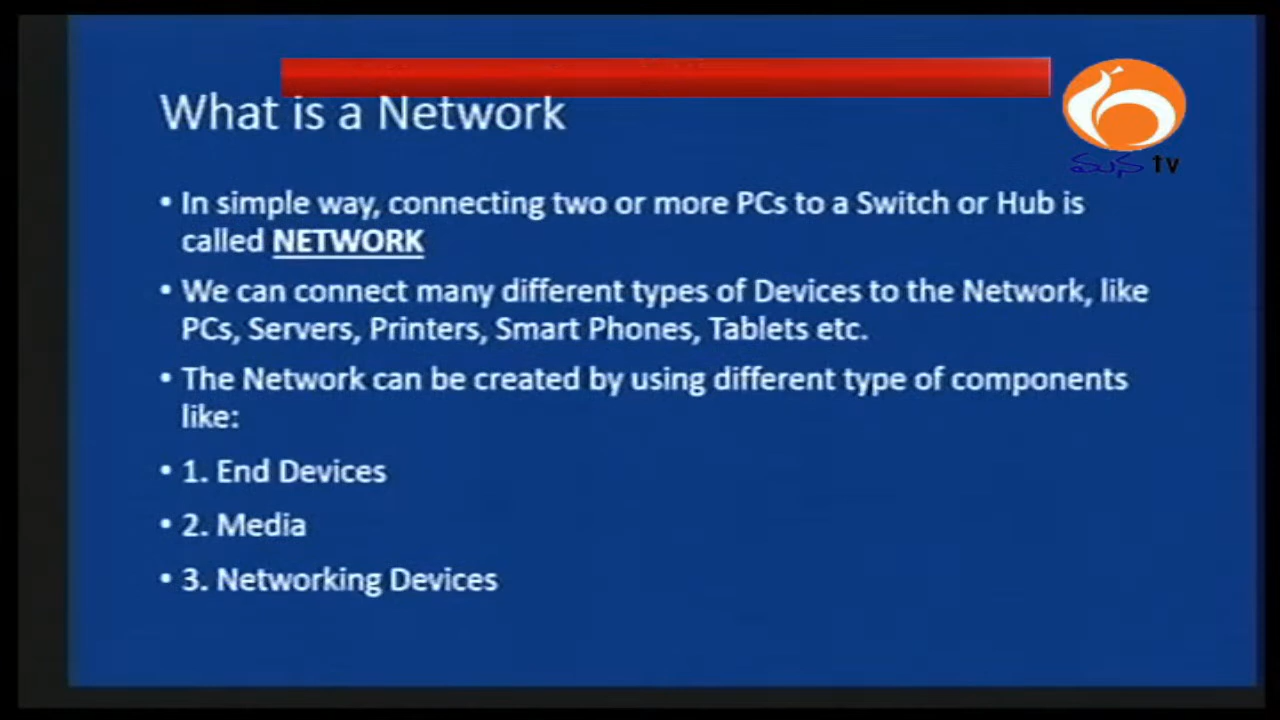 What is a Network
మన tv
• In simple way, connecting two or more PCs to a Switch or Hub is
called NETWORK
• We can connect many different types of Devices to the Network, like
PCs, Servers, Printers, Smart Phones, Tablets etc.
• The Network can be created by using different type of components
like:
• 1. End Devices
• 2. Media
• 3. Networking Devices